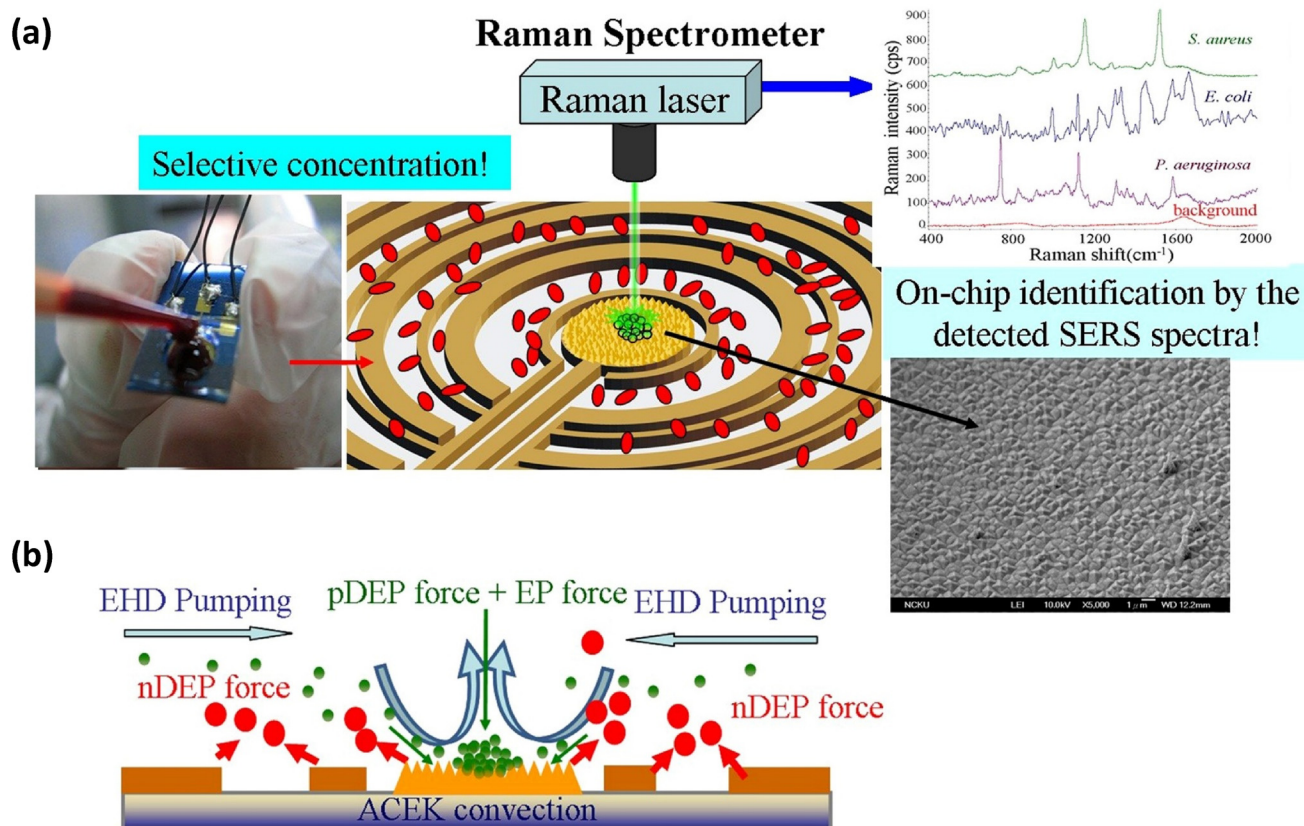 (a)
Raman Spectrometer
Raman laser
Selective concentration!
900
800
700
600
500
400
300
200
100
0
Raman intensity (cps)
S. aureus
E. coli
P. aeruginosa
background
400
800
1200
1600
2000
Raman shift(cm-1)
On-chip identification by the
detected SERS spectra!
NCKU
LEI
10.0kV
X5,000
1μm
WD 12.2mm
(b)
EHD Pumping
pDEP force + EP force
EHD Pumping
nDEP force
nDEP force
ACEK convection